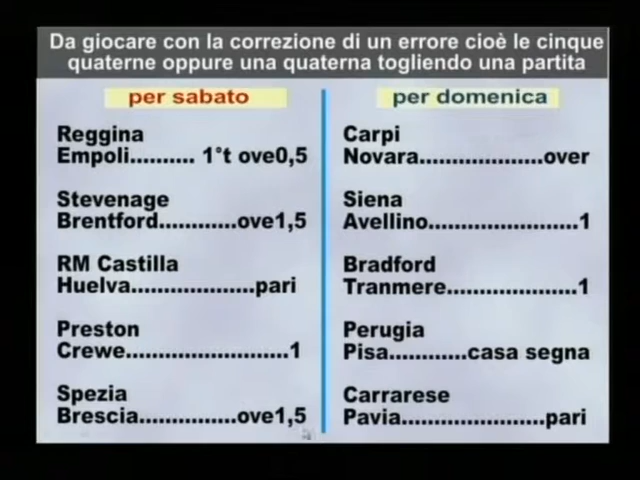 Da giocare con la correzione di un errore cioè le cinque
quaterne oppure una quaterna togliendo una partita
per sabato
Reggina
Empoli.......... 1°t ove0,5
Stevenage
Brentford............ove1,5
RM Castilla
Huelva...................pari
Preston
Crewe.........................1
Spezia
Brescia...............ove1,5
per domenica
Carpi
Novara...................over
Siena
Avellino.......................1
Bradford
Tranmere....................1
Perugia
Pisa............casa segna
Carrarese
Pavia......................pari